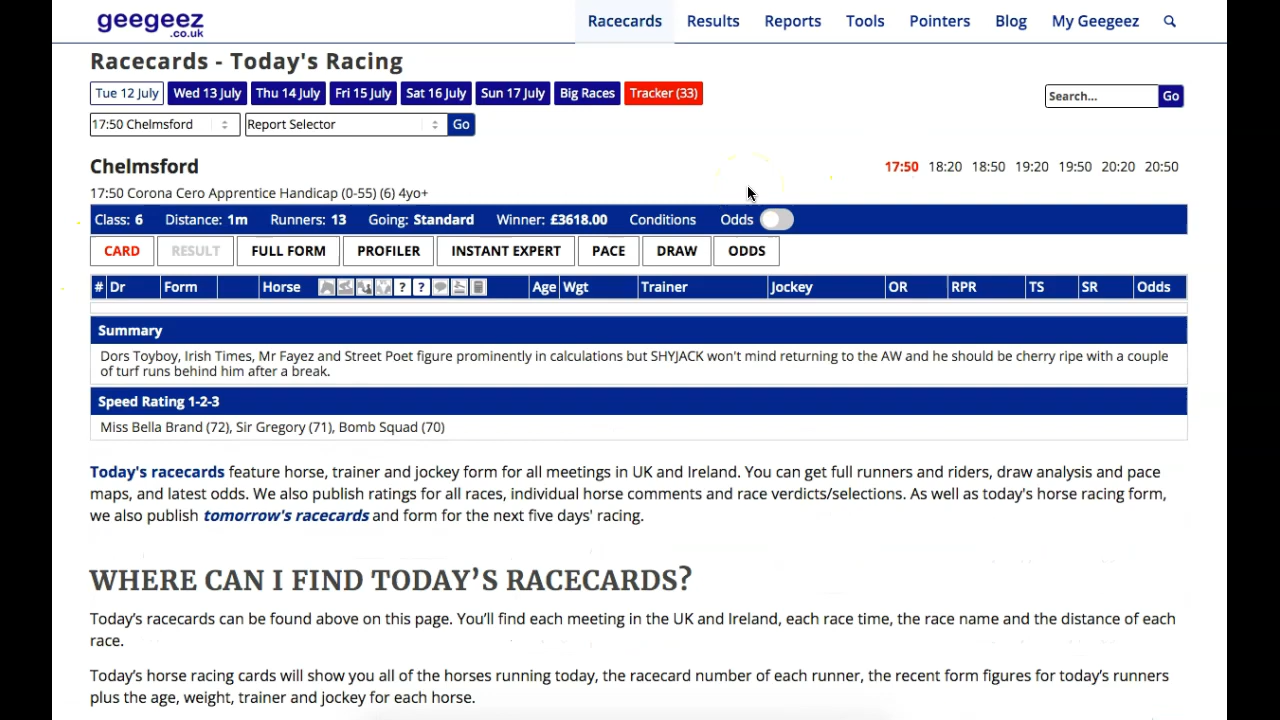 geegeez
.co.uk
Racecards Results Reports Tools Pointers Blog My Geegeez
Racecards - Today's Racing
Tue 12 July Wed 13 July Thu 14 July Fri 15 July Sat 16 July Sun 17 July Big Races Tracker (33)
Search... Go
17:50 Chelmsford Report Selector Go
Chelmsford
17:50 18:20 18:50 19:20 19:50 20:20 20:50
17:50 Corona Cero Apprentice Handicap (0-55) (6) 4yo+
Class: 6 Distance: 1m Runners: 13 Going: Standard Winner: £3618.00 Conditions Odds
CARD RESULT FULL FORM PROFILER INSTANT EXPERT PACE DRAW ODDS
# Dr Form Horse ? ? Age Wgt Trainer Jockey OR RPR TS SR Odds
Summary
Dors Toyboy, Irish Times, Mr Fayez and Street Poet figure prominently in calculations but SHYJACK won't mind returning to the AW and he should be cherry ripe with a couple
of turf runs behind him after a break.
Speed Rating 1-2-3
Miss Bella Brand (72), Sir Gregory (71), Bomb Squad (70)
Today's racecards feature horse, trainer and jockey form for all meetings in UK and Ireland. You can get full runners and riders, draw analysis and pace
maps, and latest odds. We also publish ratings for all races, individual horse comments and race verdicts/selections. As well as today's horse racing form,
we also publish tomorrow's racecards and form for the next five days' racing.
WHERE CAN I FIND TODAY'S RACECARDS?
Today's racecards can be found above on this page. You'll find each meeting in the UK and Ireland, each race time, the race name and the distance of each
race.
Today's horse racing cards will show you all of the horses running today, the racecard number of each runner, the recent form figures for today's runners
plus the age, weight, trainer and jockey for each horse.